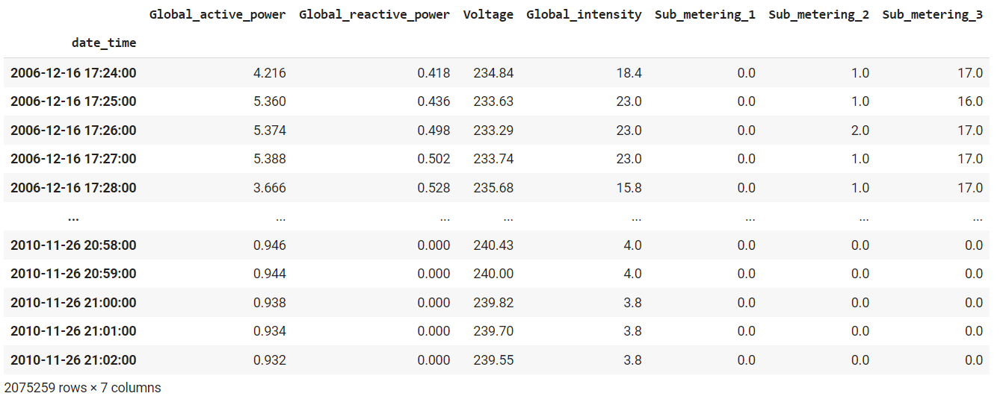 Global_active_power Global_reactive_power Voltage Global_intensity Sub_metering_1 Sub_metering_2 Sub_metering_3
date_time
2006-12-16 17:24:00 4.216 0.418 234.84 18.4 0.0 1.0 17.0
2006-12-16 17:25:00 5.360 0.436 233.63 23.0 0.0 1.0 16.0
2006-12-16 17:26:00 5.374 0.498 233.29 23.0 0.0 2.0 17.0
2006-12-16 17:27:00 5.388 0.502 233.74 23.0 0.0 1.0 17.0
2006-12-16 17:28:00 3.666 0.528 235.68 15.8 0.0 1.0 17.0
... ... ... ... ... ... ... ...
2010-11-26 20:58:00 0.946 0.000 240.43 4.0 0.0 0.0 0.0
2010-11-26 20:59:00 0.944 0.000 240.00 4.0 0.0 0.0 0.0
2010-11-26 21:00:00 0.938 0.000 239.82 3.8 0.0 0.0 0.0
2010-11-26 21:01:00 0.934 0.000 239.70 3.8 0.0 0.0 0.0
2010-11-26 21:02:00 0.932 0.000 239.55 3.8 0.0 0.0 0.0
2075259 rows × 7 columns